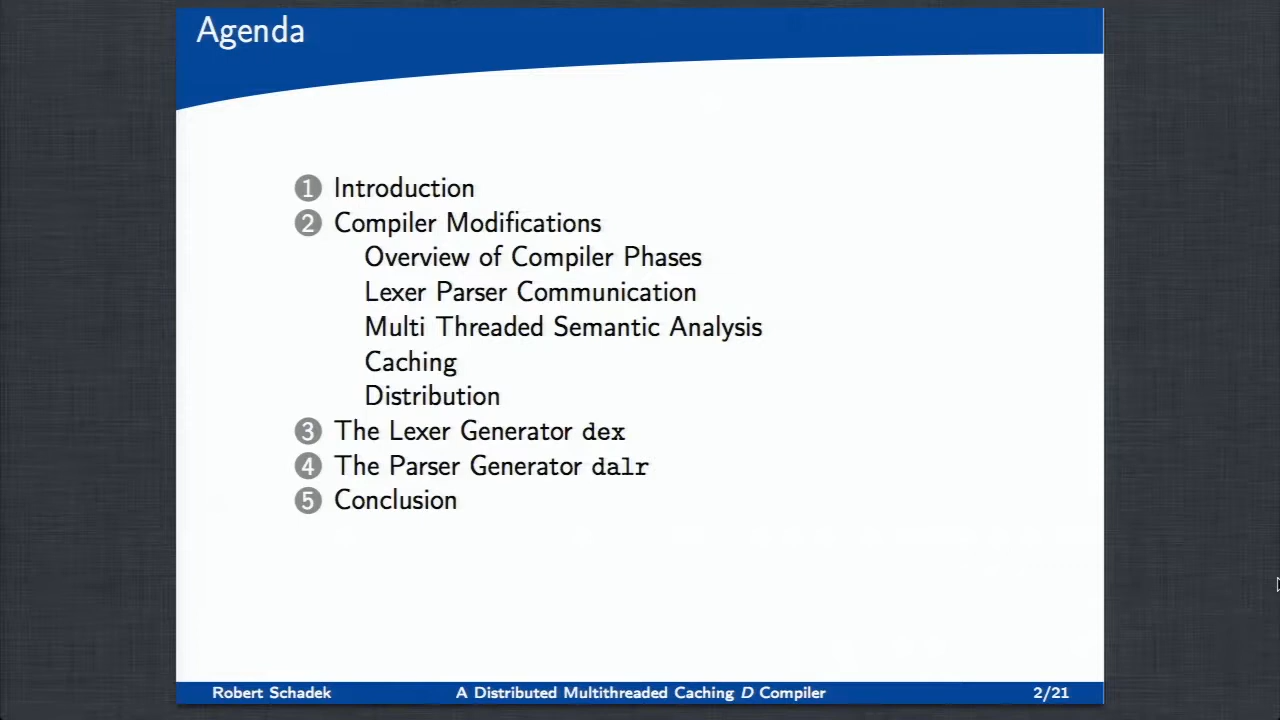 Agenda
1 Introduction
2 Compiler Modifications
Overview of Compiler Phases
Lexer Parser Communication
Multi Threaded Semantic Analysis
Caching
Distribution
3 The Lexer Generator dex
4 The Parser Generator dalr
5 Conclusion
Robert Schadek A Distributed Multithreaded Caching D Compiler 2/21